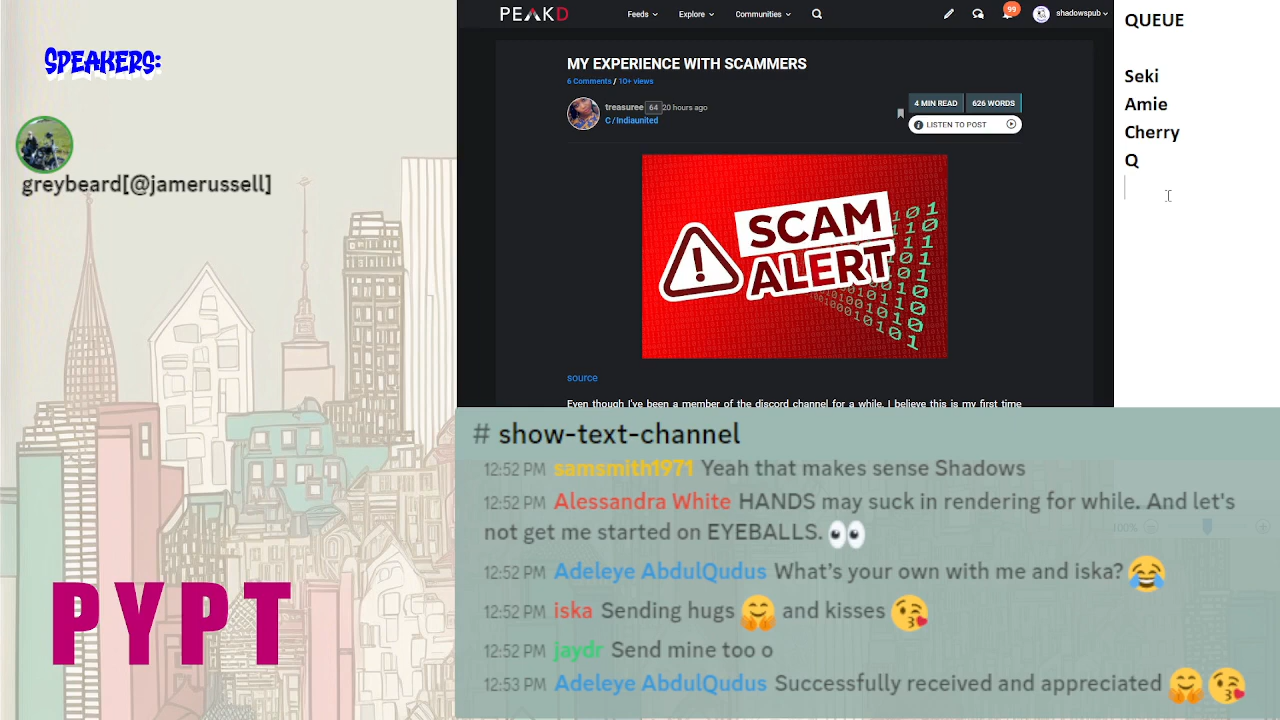 SPEAKERS:
greybeard[@jamerussell]
PYPT
PEAKD
Feeds
Explore
Communities
99
shadowspub
MY EXPERIENCE WITH SCAMMERS
6 Comments / 10+ views
treasuree 64 20 hours ago
C / Indiaunited
4 MIN READ 626 WORDS
LISTEN TO POST
SCAM
ALERT
source
Even though I've been a member of the discord channel for a while, I believe this is my first time
QUEUE
Seki
Amie
Cherry
Q
# show-text-channel
12:52 PM samsmith1971 Yeah that makes sense Shadows
12:52 PM Alessandra White HANDS may suck in rendering for while. And let's
not get me started on EYEBALLS. 👀
12:52 PM Adeleye AbdulQudus What's your own with me and iska? 😂
12:52 PM iska Sending hugs 🤗 and kisses 😘
12:52 PM jaydr Send mine too o
12:53 PM Adeleye AbdulQudus Successfully received and appreciated 🤗 😘
100%